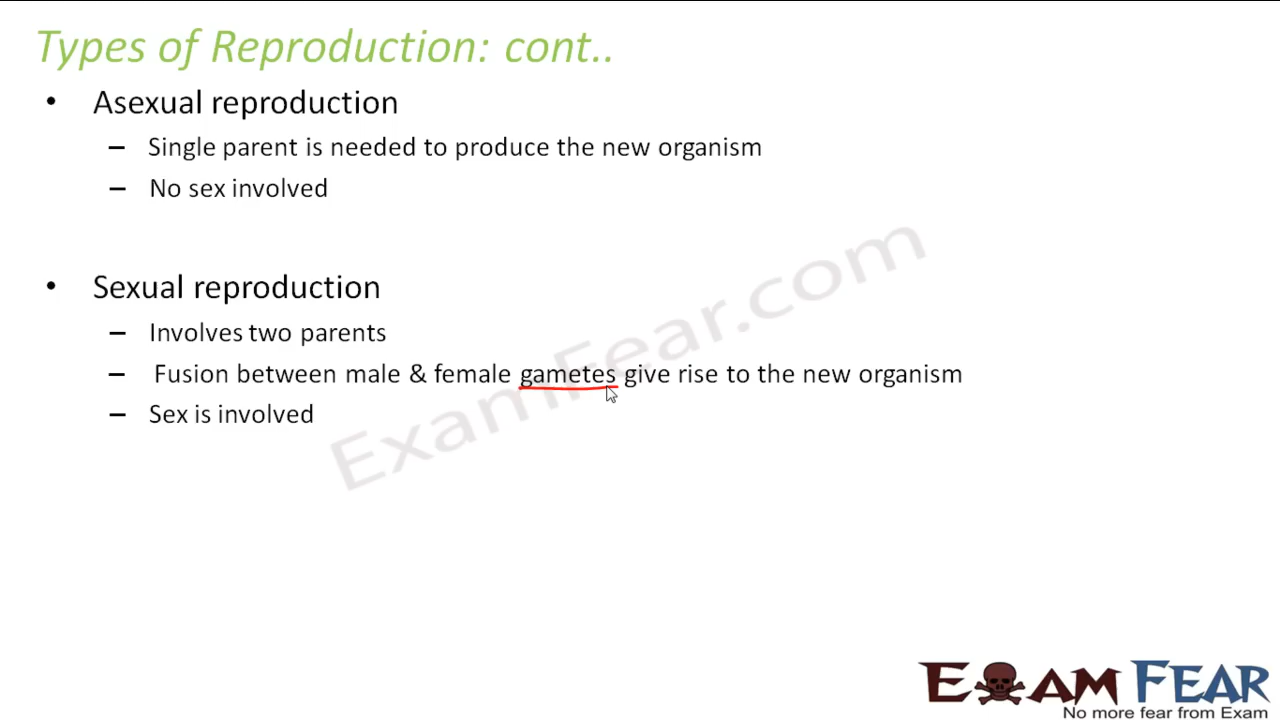 Types of Reproduction: cont..
• Asexual reproduction
– Single parent is needed to produce the new organism
– No sex involved
• Sexual reproduction
– Involves two parents
– Fusion between male & female gametes give rise to the new organism
– Sex is involved
ExamFear.com
EXAM FEAR
No more fear from Exam